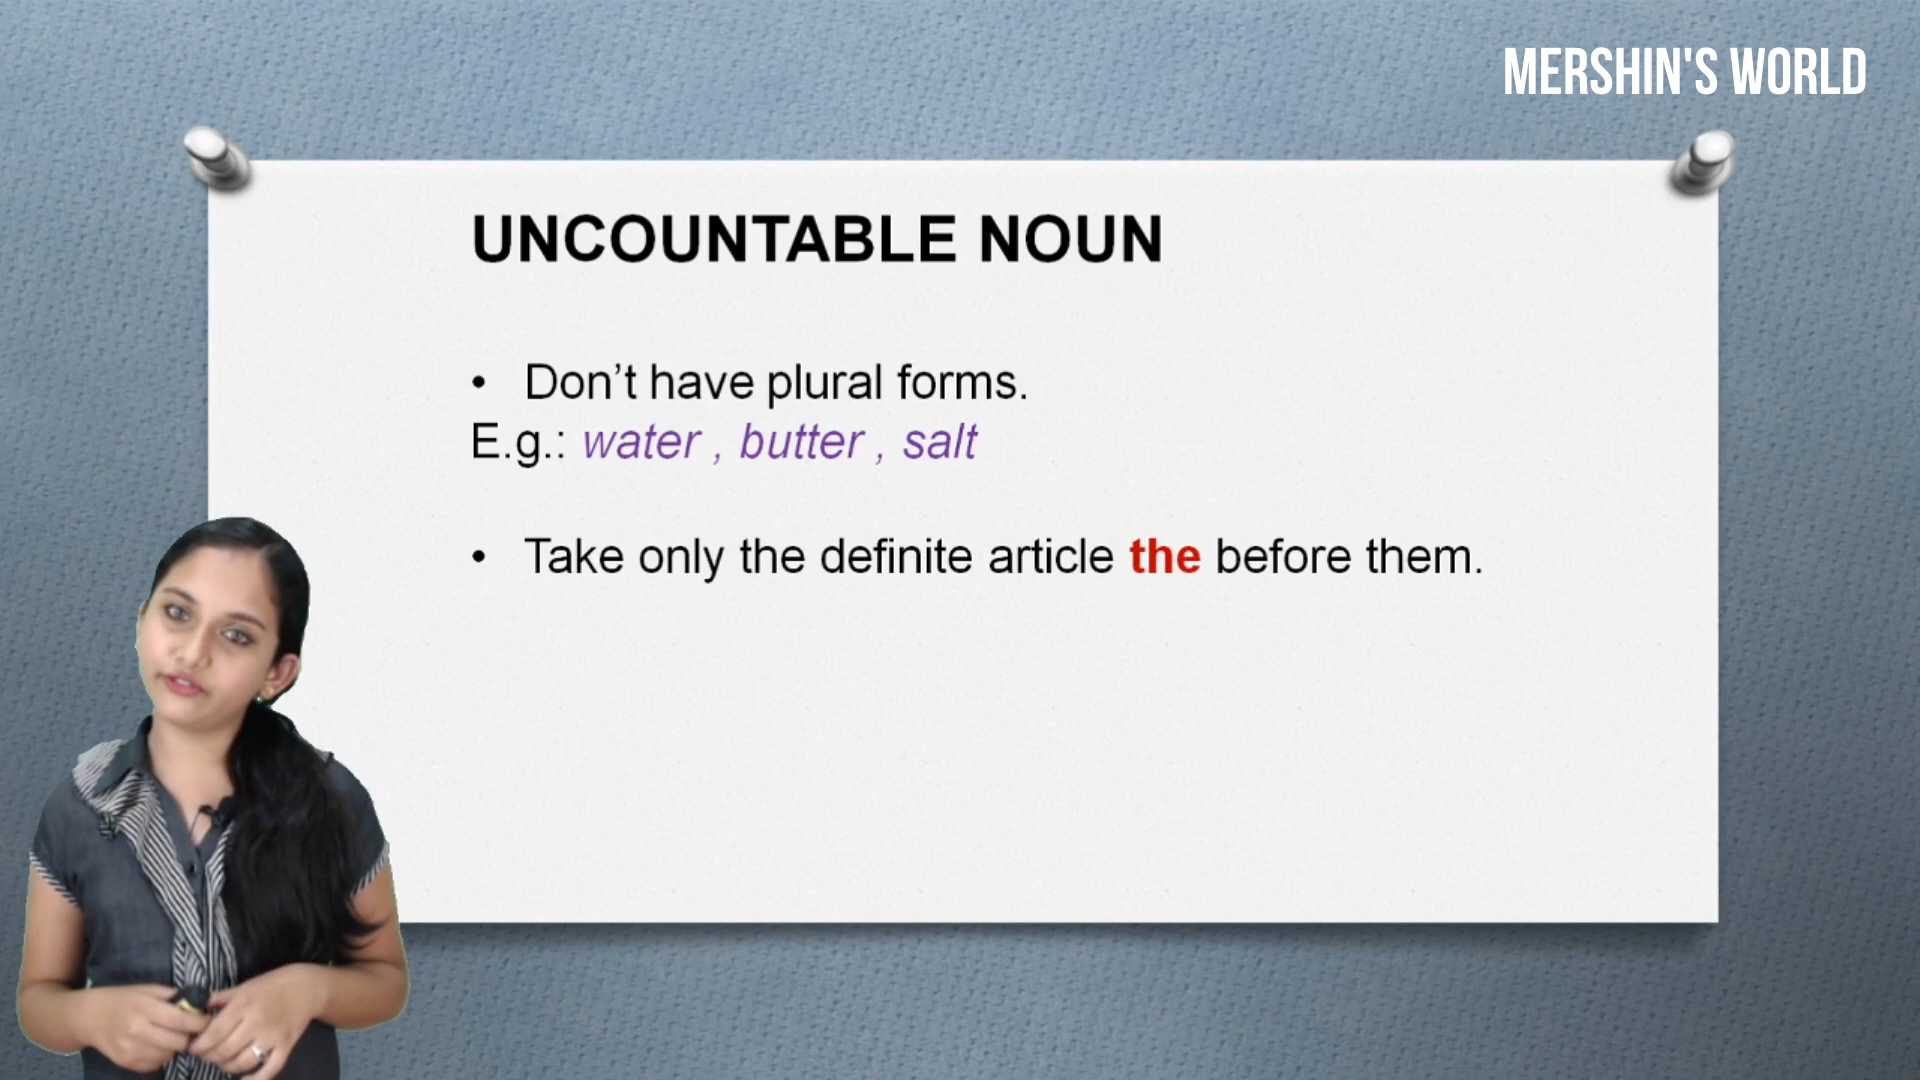 MERSHIN'S WORLD
UNCOUNTABLE NOUN
• Don’t have plural forms.
E.g.: water , butter , salt
• Take only the definite article the before them.